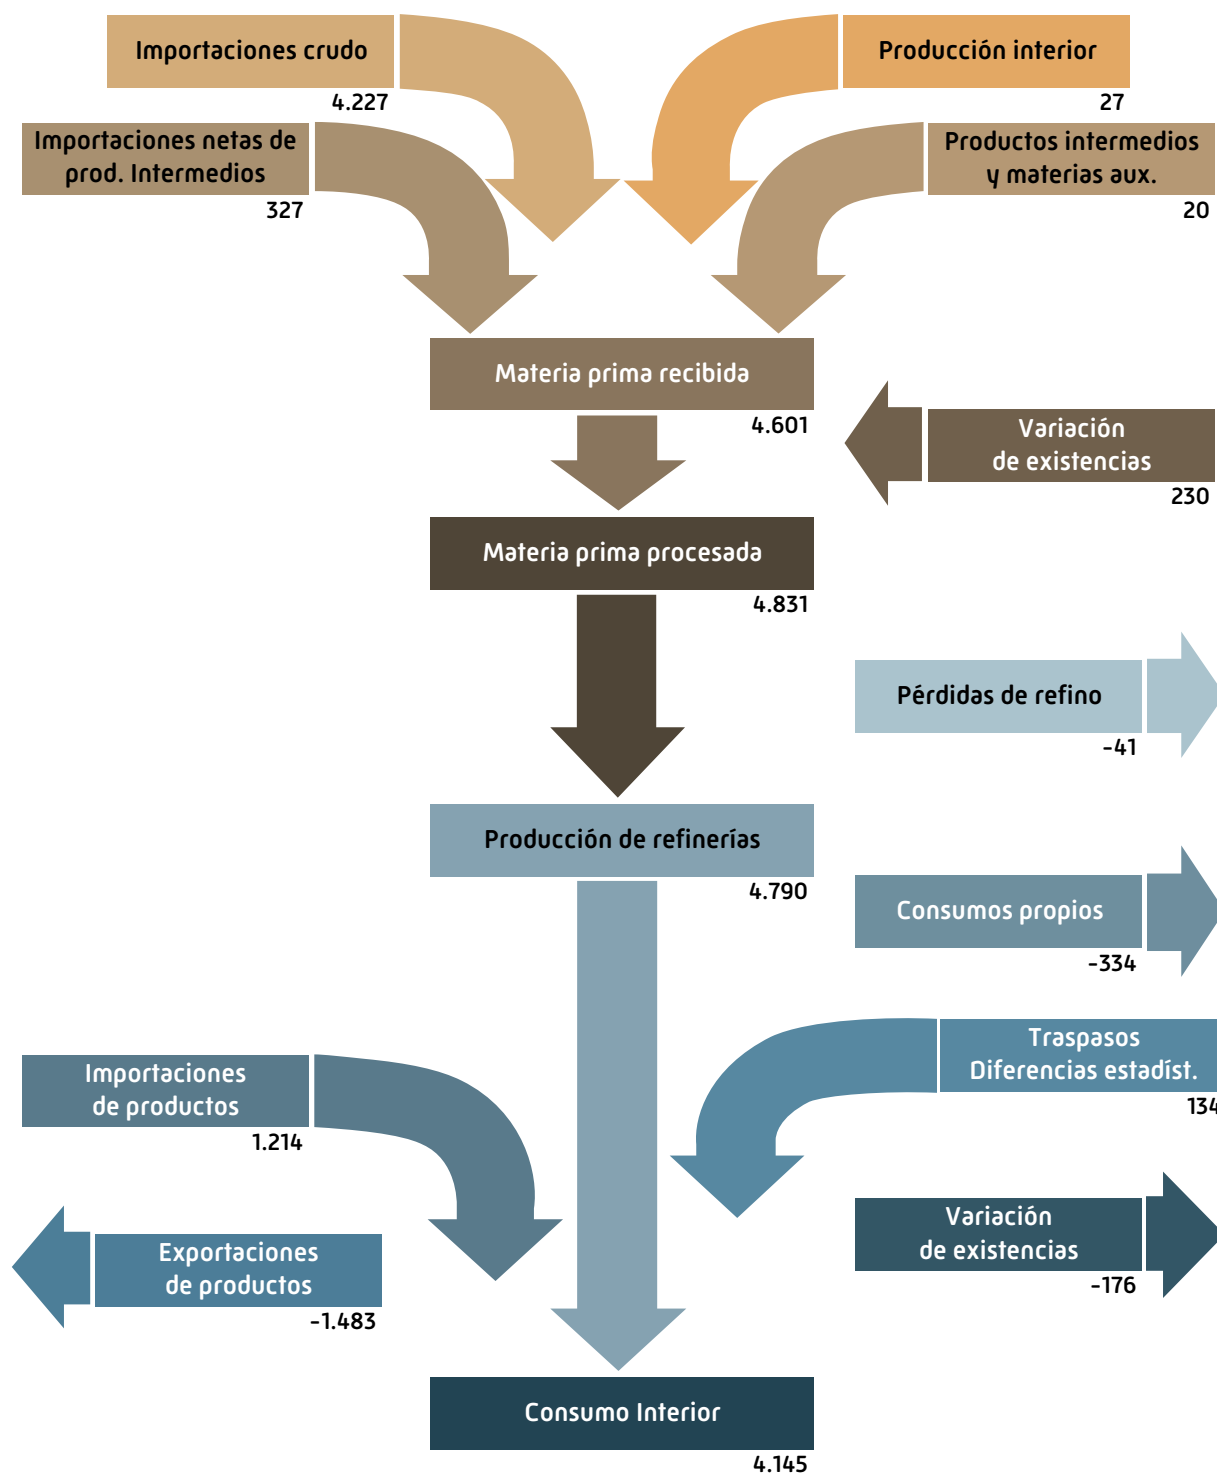 Importaciones crudo
4.227
Producción interior
27
Importaciones netas de
prod. Intermedios
327
Productos intermedios
y materias aux.
20
Materia prima recibida
4.601
Variación
de existencias
230
Materia prima procesada
4.831
Pérdidas de refino
-41
Producción de refinerías
4.790
Consumos propios
-334
Traspasos
Diferencias estadíst.
134
Importaciones
de productos
1.214
Variación
de existencias
-176
Exportaciones
de productos
-1.483
Consumo Interior
4.145